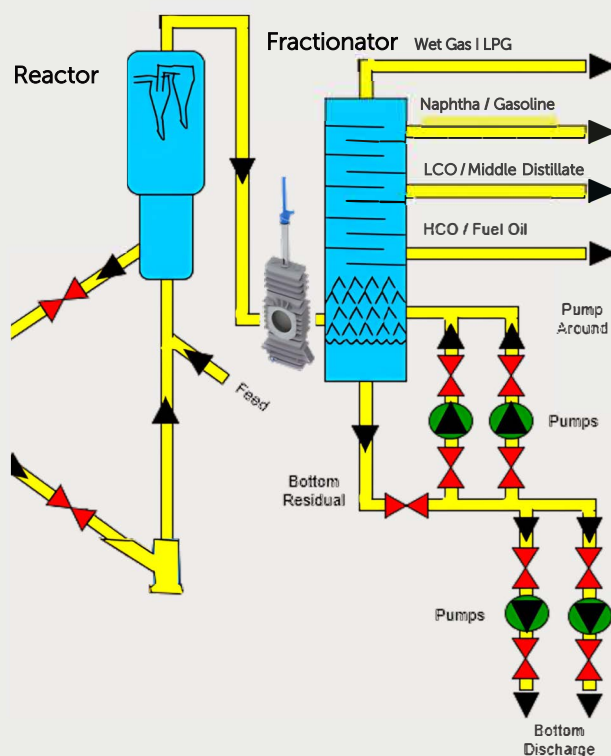 Fractionator
Wet Gas | LPG
Reactor
Naphtha / Gasoline
LCO / Middle Distillate
HCO / Fuel Oil
Pump
Around
Feed
Pumps
Bottom
Residual
Pumps
Bottom
Discharge